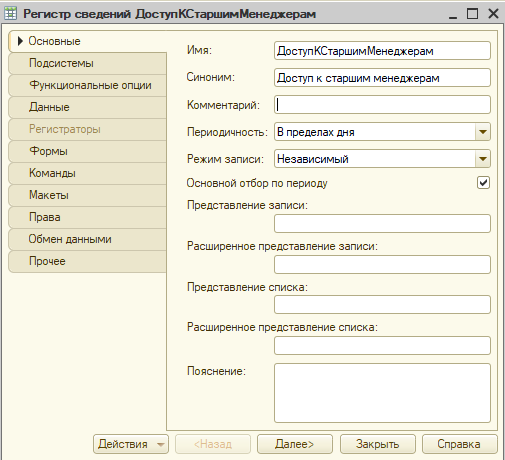 Регистр сведений ДоступКСтаршимМенеджерам
Основные
Подсистемы
Функциональные опции
Данные
Регистраторы
Формы
Команды
Макеты
Права
Обмен данными
Прочее
Имя: ДоступКСтаршимМенеджерам
Синоним: Доступ к старшим менеджерам
Комментарий:
Периодичность: В пределах дня
Режим записи: Независимый
Основной отбор по периоду
Представление записи:
Расширенное представление записи:
Представление списка:
Расширенное представление списка:
Пояснение:
Действия <Назад Далее> Закрыть Справка